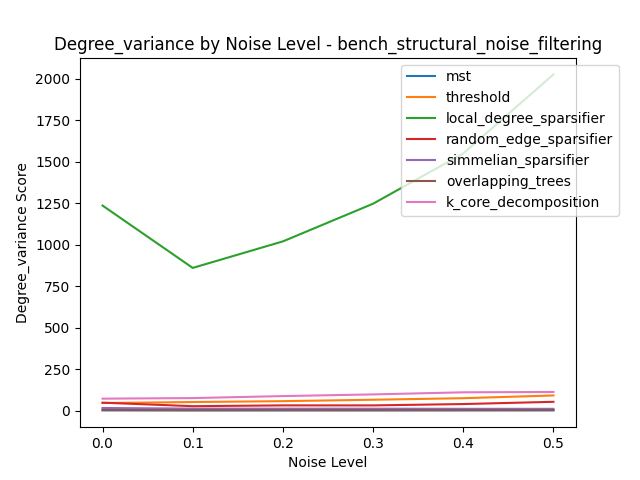 Degree_variance by Noise Level - bench_structural_noise_filtering
mst
threshold
local_degree_sparsifier
random_edge_sparsifier
simmelian_sparsifier
overlapping_trees
k_core_decomposition
Degree_variance Score
2000
1750
1500
1250
1000
750
500
250
0
0.0 0.1 0.2 0.3 0.4 0.5
Noise Level